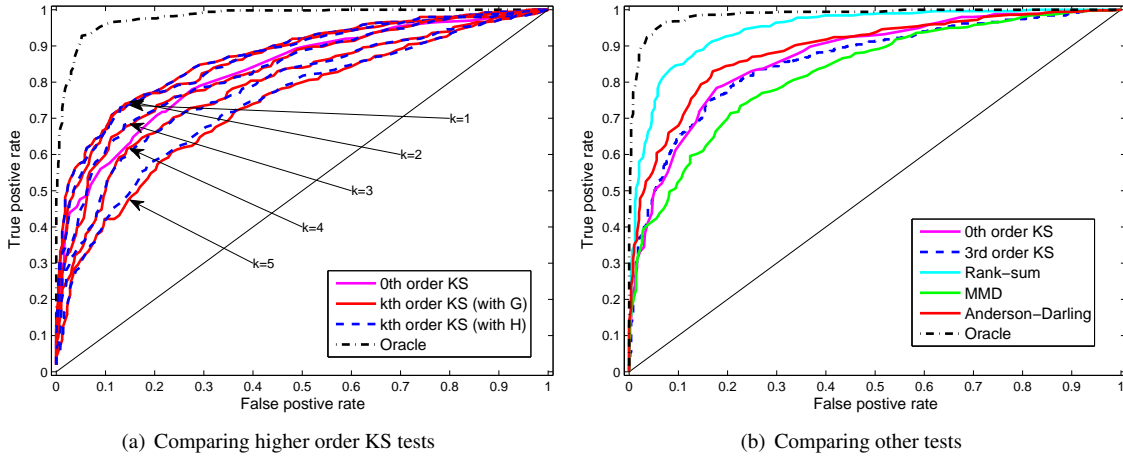 1
0.9
0.8
0.7
0.6
0.5
0.4
0.3
0.2
0.1
0
True postive rate
k=1
k=2
k=3
k=4
k=5
0th order KS
kth order KS (with G)
kth order KS (with H)
Oracle
0 0.1 0.2 0.3 0.4 0.5 0.6 0.7 0.8 0.9 1
False postive rate
(a) Comparing higher order KS tests
1
0.9
0.8
0.7
0.6
0.5
0.4
0.3
0.2
0.1
0
True postive rate
0th order KS
3rd order KS
Rank−sum
MMD
Anderson−Darling
Oracle
0 0.1 0.2 0.3 0.4 0.5 0.6 0.7 0.8 0.9 1
False postive rate
(b) Comparing other tests